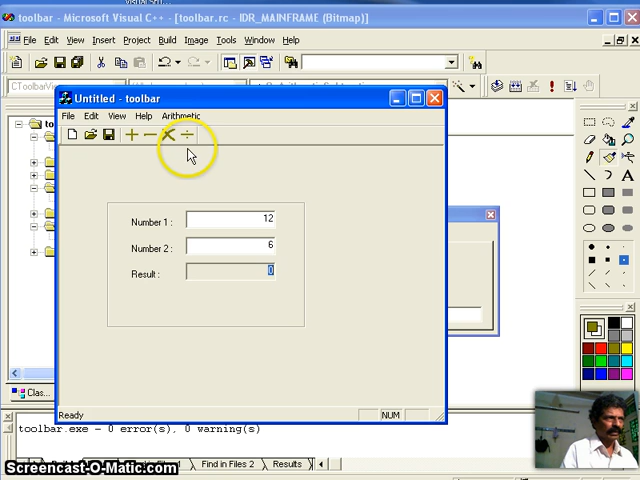 toolbar - Microsoft Visual C++ - [toolbar.rc - IDR_MAINFRAME (Bitmap)]
File Edit View Insert Project Build Image Tools Window Help
Untitled - toolbar
File Edit View Help Arithmetic
Number 1 : 12
Number 2 : 6
Result : 0
Ready NUM
Clas...
toolbar.exe - 0 error(s), 0 warning(s)
Find in Files 2 Results
Screencast-O-Matic.com